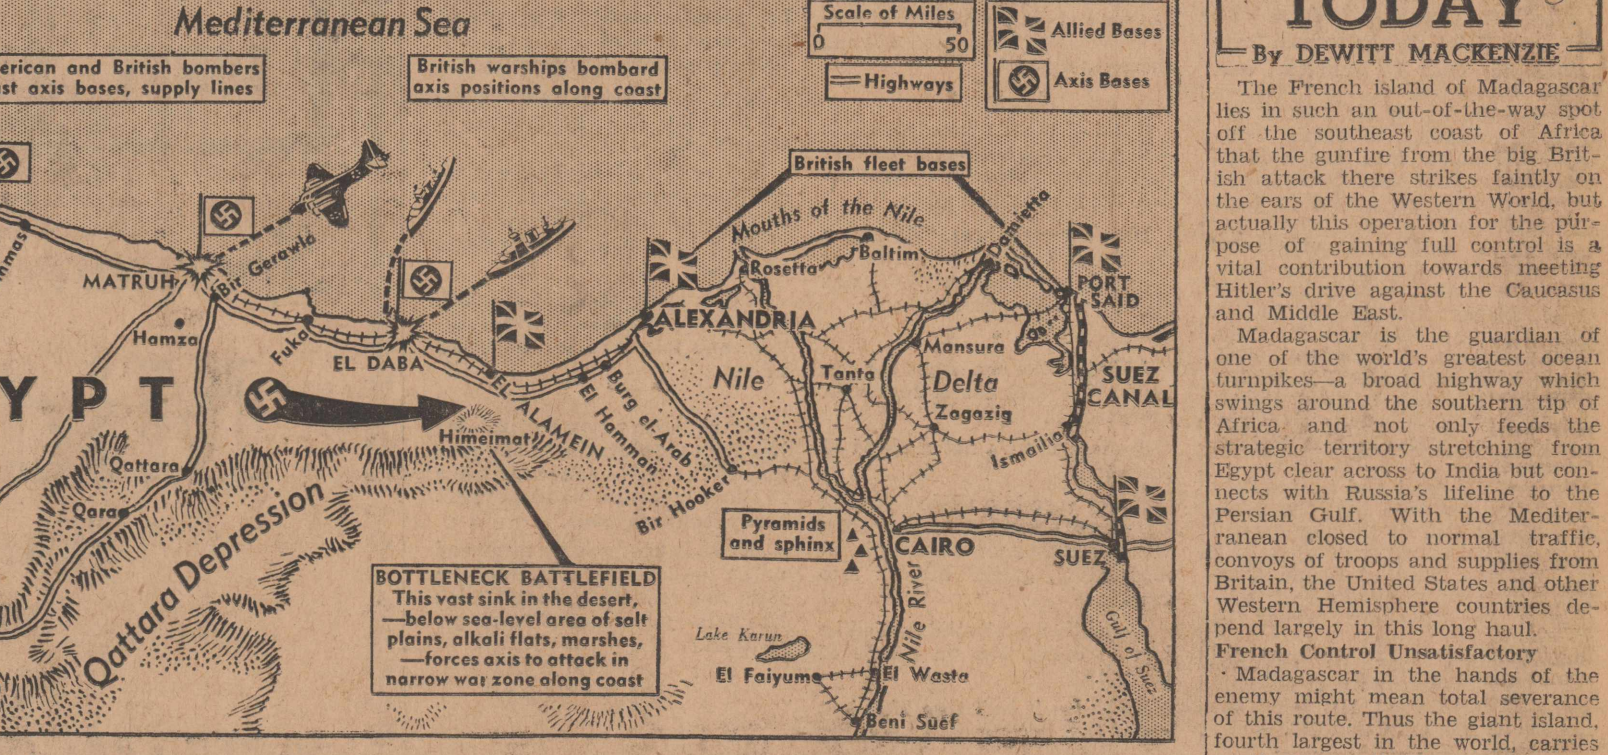 Mediterranean Sea
erican and British bombers
st axis bases, supply lines
British warships bombard
axis positions along coast
Scale of Miles
0 50
Highways
Allied Bases
Axis Bases
British fleet bases
Mouths of the Nile
Damietta
Rosetta
Baltim
PORT
SAID
MATRUH
Bir Gerawla
Hamza
Fuka
EL DABA
ALEXANDRIA
Mansura
Nile
Tanta
Delta
SUEZ
CANAL
Zagazig
Ismailia
YPT
EL ALAMEIN
El Hamman
Burg el-Arab
Himeimat
Qattara
Qara
Qattara Depression
Bir Hooker
Pyramids
and sphinx
CAIRO
SUEZ
BOTTLENECK BATTLEFIELD
This vast sink in the desert,
—below sea-level area of salt
plains, alkali flats, marshes,
—forces axis to attack in
narrow war zone along coast
Nile River
Gulf of Suez
Lake Karun
El Faiyum
El Wasta
Beni Suef
TODAY
By DEWITT MACKENZIE
The French island of Madagascar
lies in such an out-of-the-way spot
off the southeast coast of Africa
that the gunfire from the big Brit-
ish attack there strikes faintly on
the ears of the Western World, but
actually this operation for the pur-
pose of gaining full control is a
vital contribution towards meeting
Hitler's drive against the Caucasus
and Middle East.
Madagascar is the guardian of
one of the world's greatest ocean
turnpikes—a broad highway which
swings around the southern tip of
Africa and not only feeds the
strategic territory stretching from
Egypt clear across to India but con-
nects with Russia's lifeline to the
Persian Gulf. With the Mediter-
ranean closed to normal traffic,
convoys of troops and supplies from
Britain, the United States and other
Western Hemisphere countries de-
pend largely in this long haul.
French Control Unsatisfactory
Madagascar in the hands of the
enemy might mean total severance
of this route. Thus the giant island,
fourth largest in the world, carries